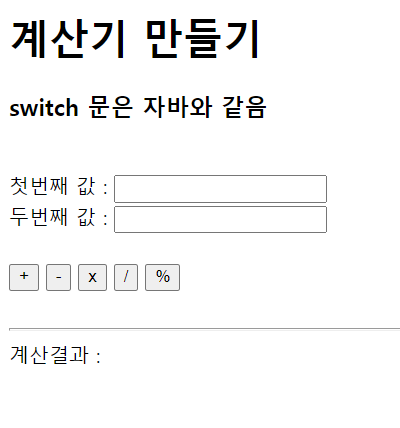 계산기 만들기
switch 문은 자바와 같음
첫번째 값 :
두번째 값 :
+ - x / %
계산결과 :